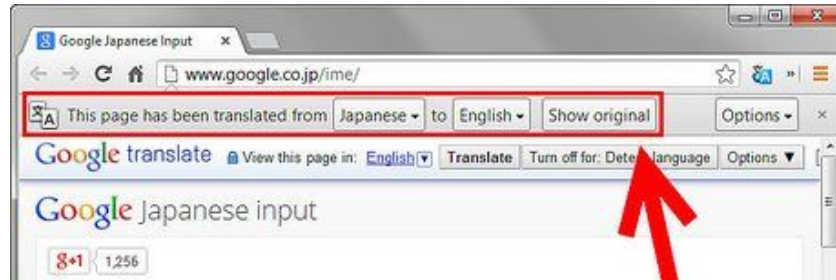 Google Japanese Input
www.google.co.jp/ime/
This page has been translated from Japanese to English Show original Options
Google translate View this page in: English Translate Turn off for: language Options
Google Japanese input
g+1 1,256